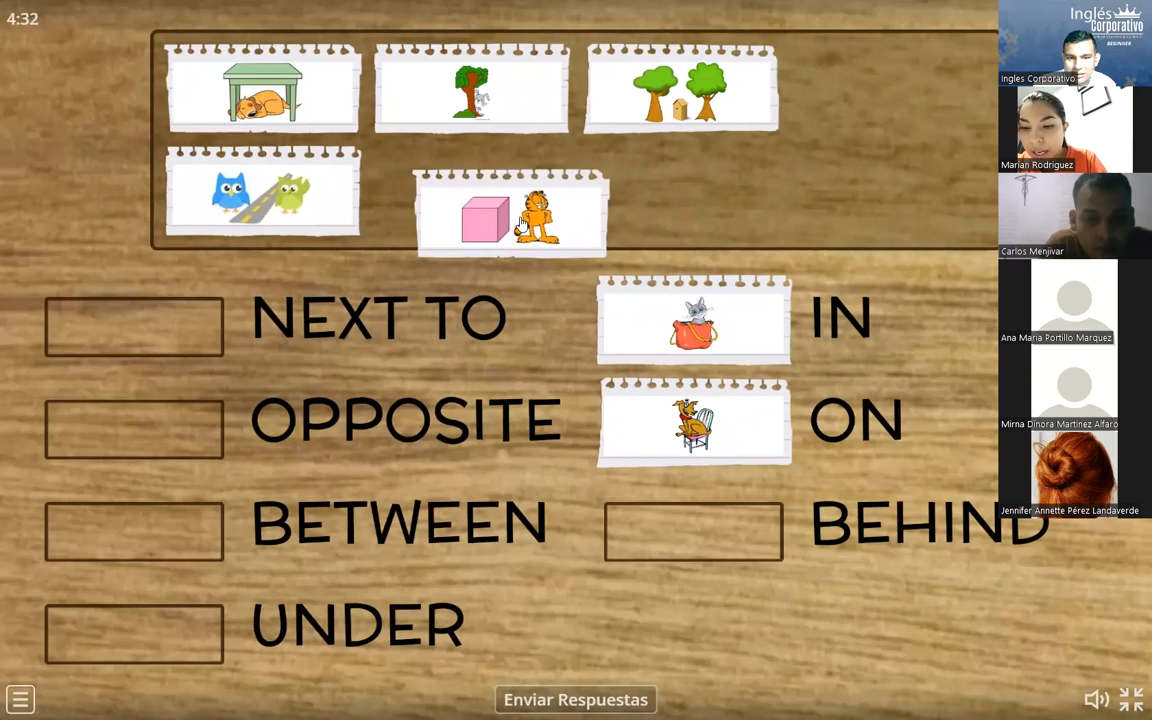 4:32
Inglés
Corporativo
BEGINNER
Ingles Corporativo
Marian Rodriguez
Carlos Menjivar
Ana Maria Portillo Marquez
Mirna Dinora Martinez Alfaro
Jennifer Annette Pérez Landaverde
NEXT TO
IN
OPPOSITE
ON
BETWEEN
BEHIND
UNDER
Enviar Respuestas